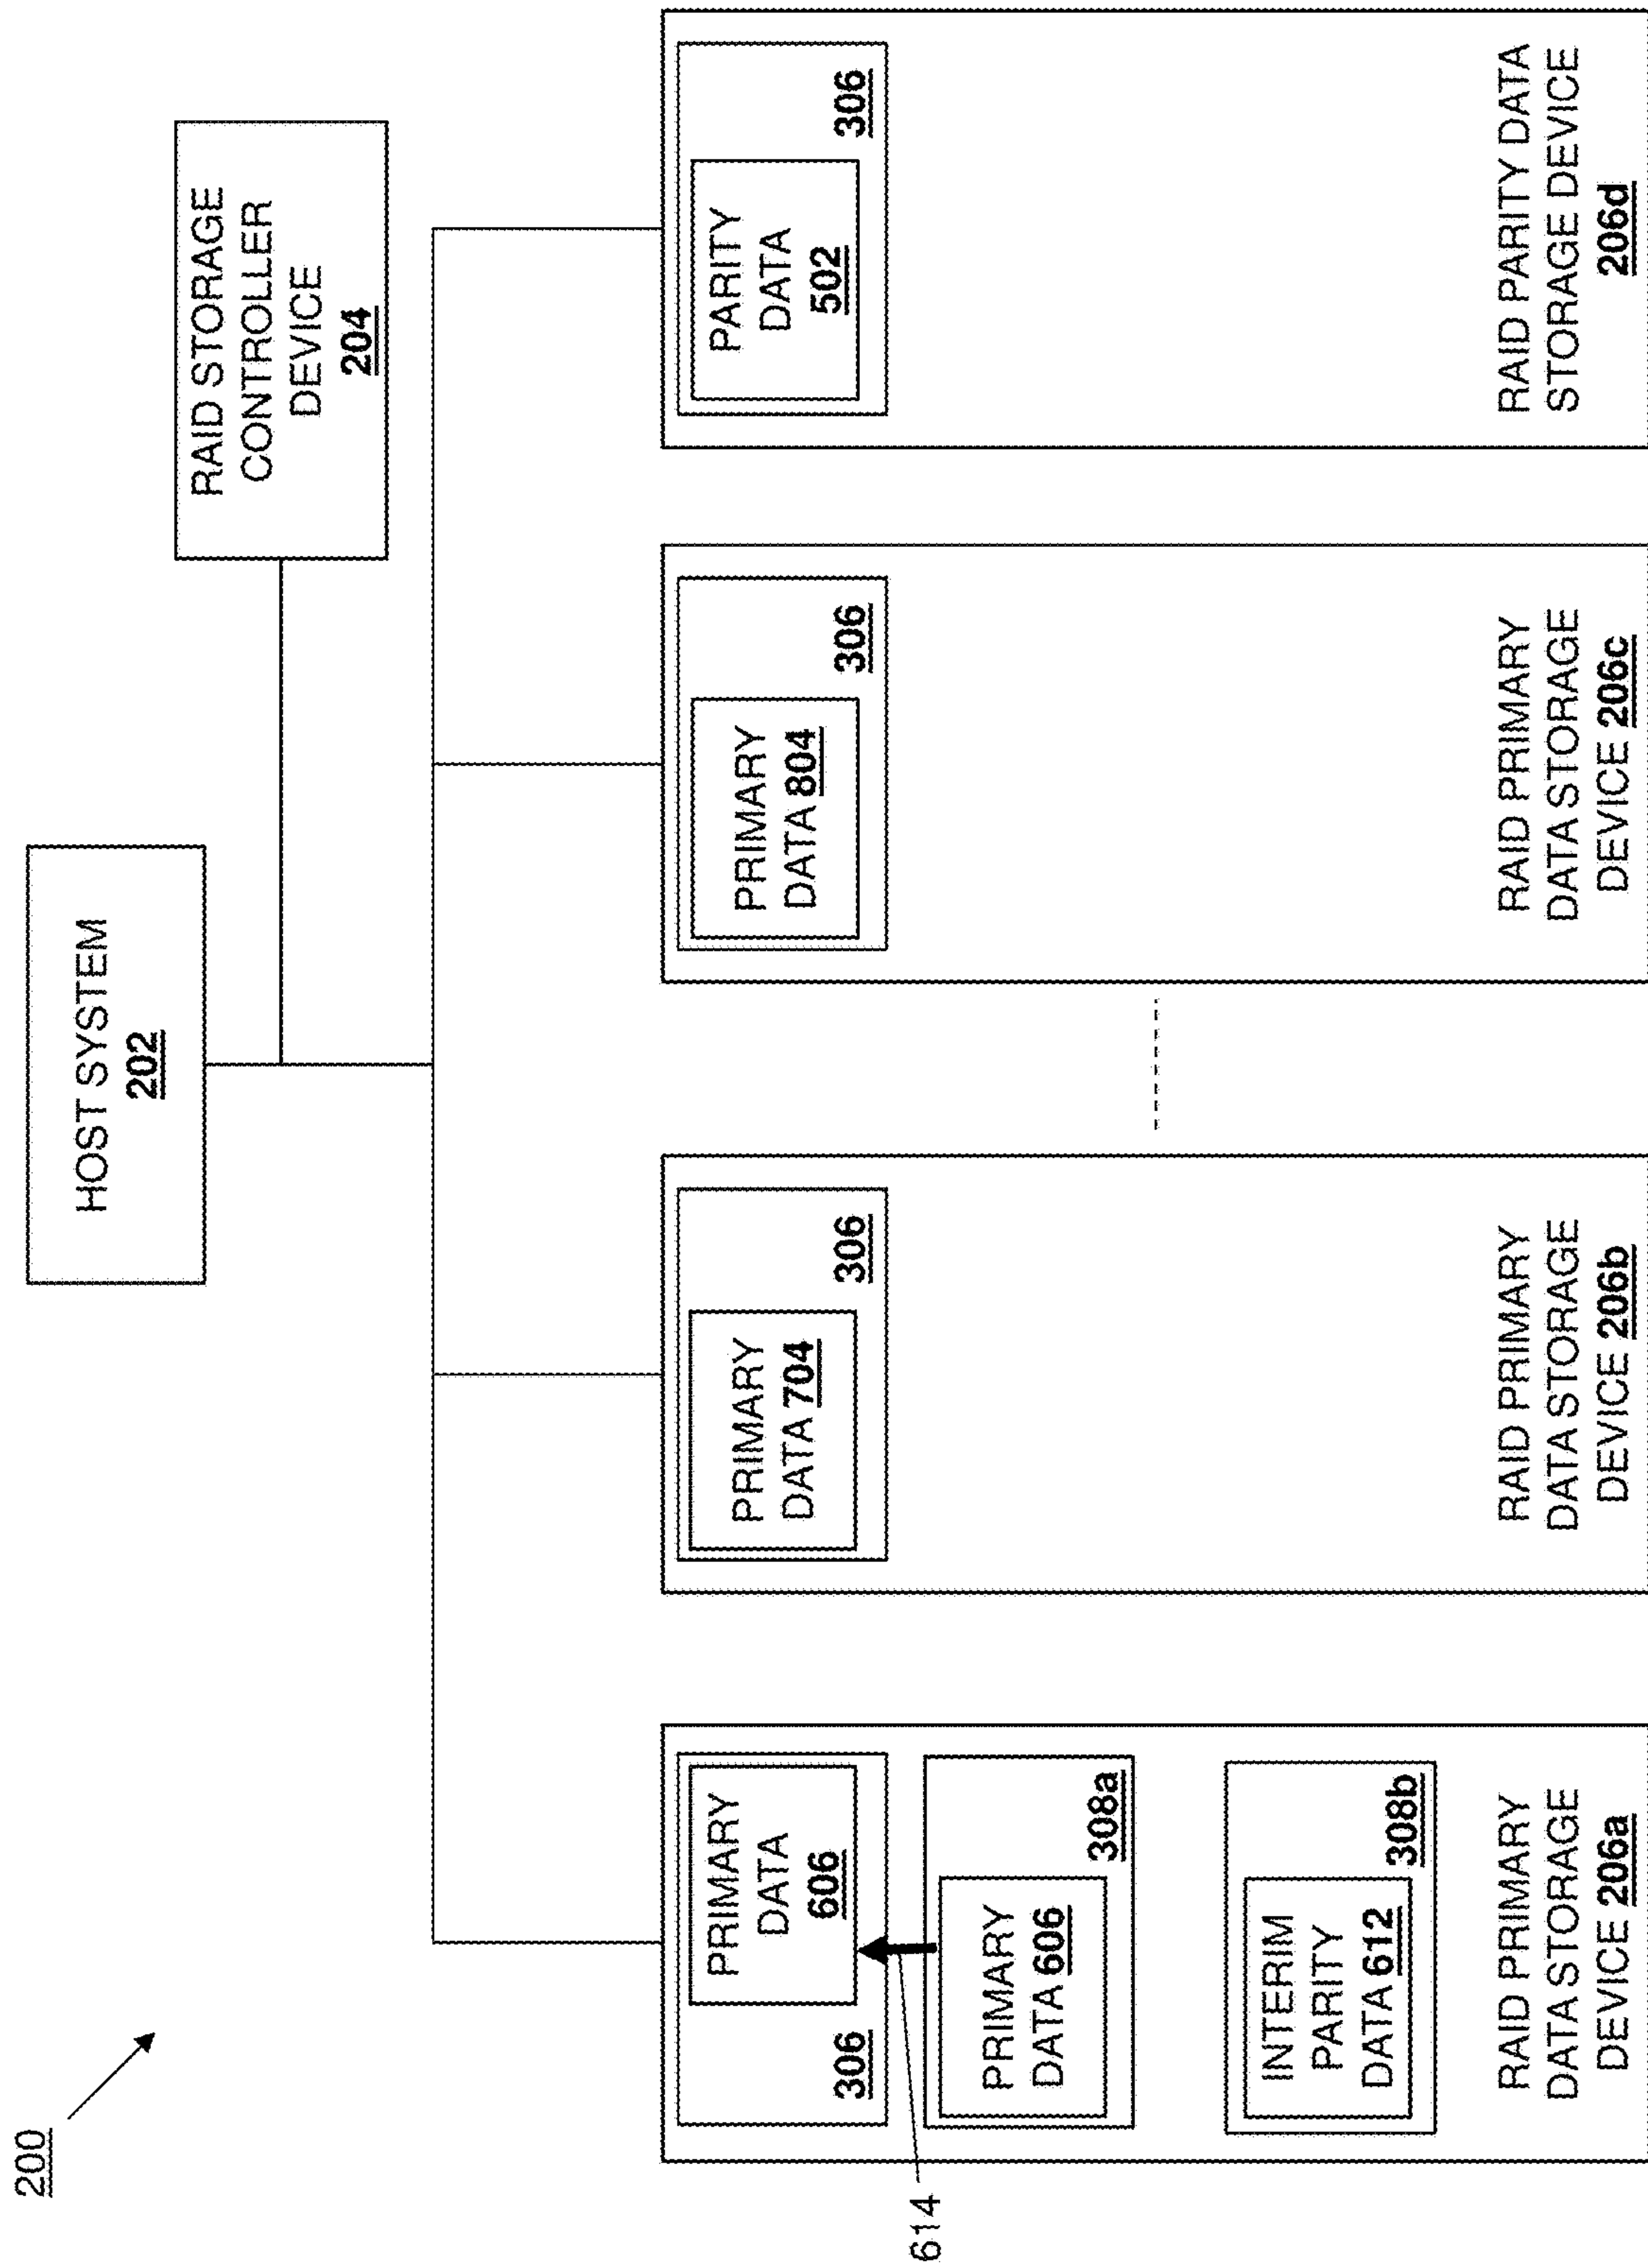 200
HOST SYSTEM
202
RAID STORAGE
CONTROLLER
DEVICE
204
PRIMARY
DATA
606
306
614
PRIMARY
DATA 606
308a
INTERIM
PARITY
DATA 612
308b
RAID PRIMARY
DATA STORAGE
DEVICE 206a
PRIMARY
DATA 704
306
RAID PRIMARY
DATA STORAGE
DEVICE 206b
PRIMARY
DATA 804
306
RAID PRIMARY
DATA STORAGE
DEVICE 206c
PARITY
DATA
502
306
RAID PARITY DATA
STORAGE DEVICE
206d